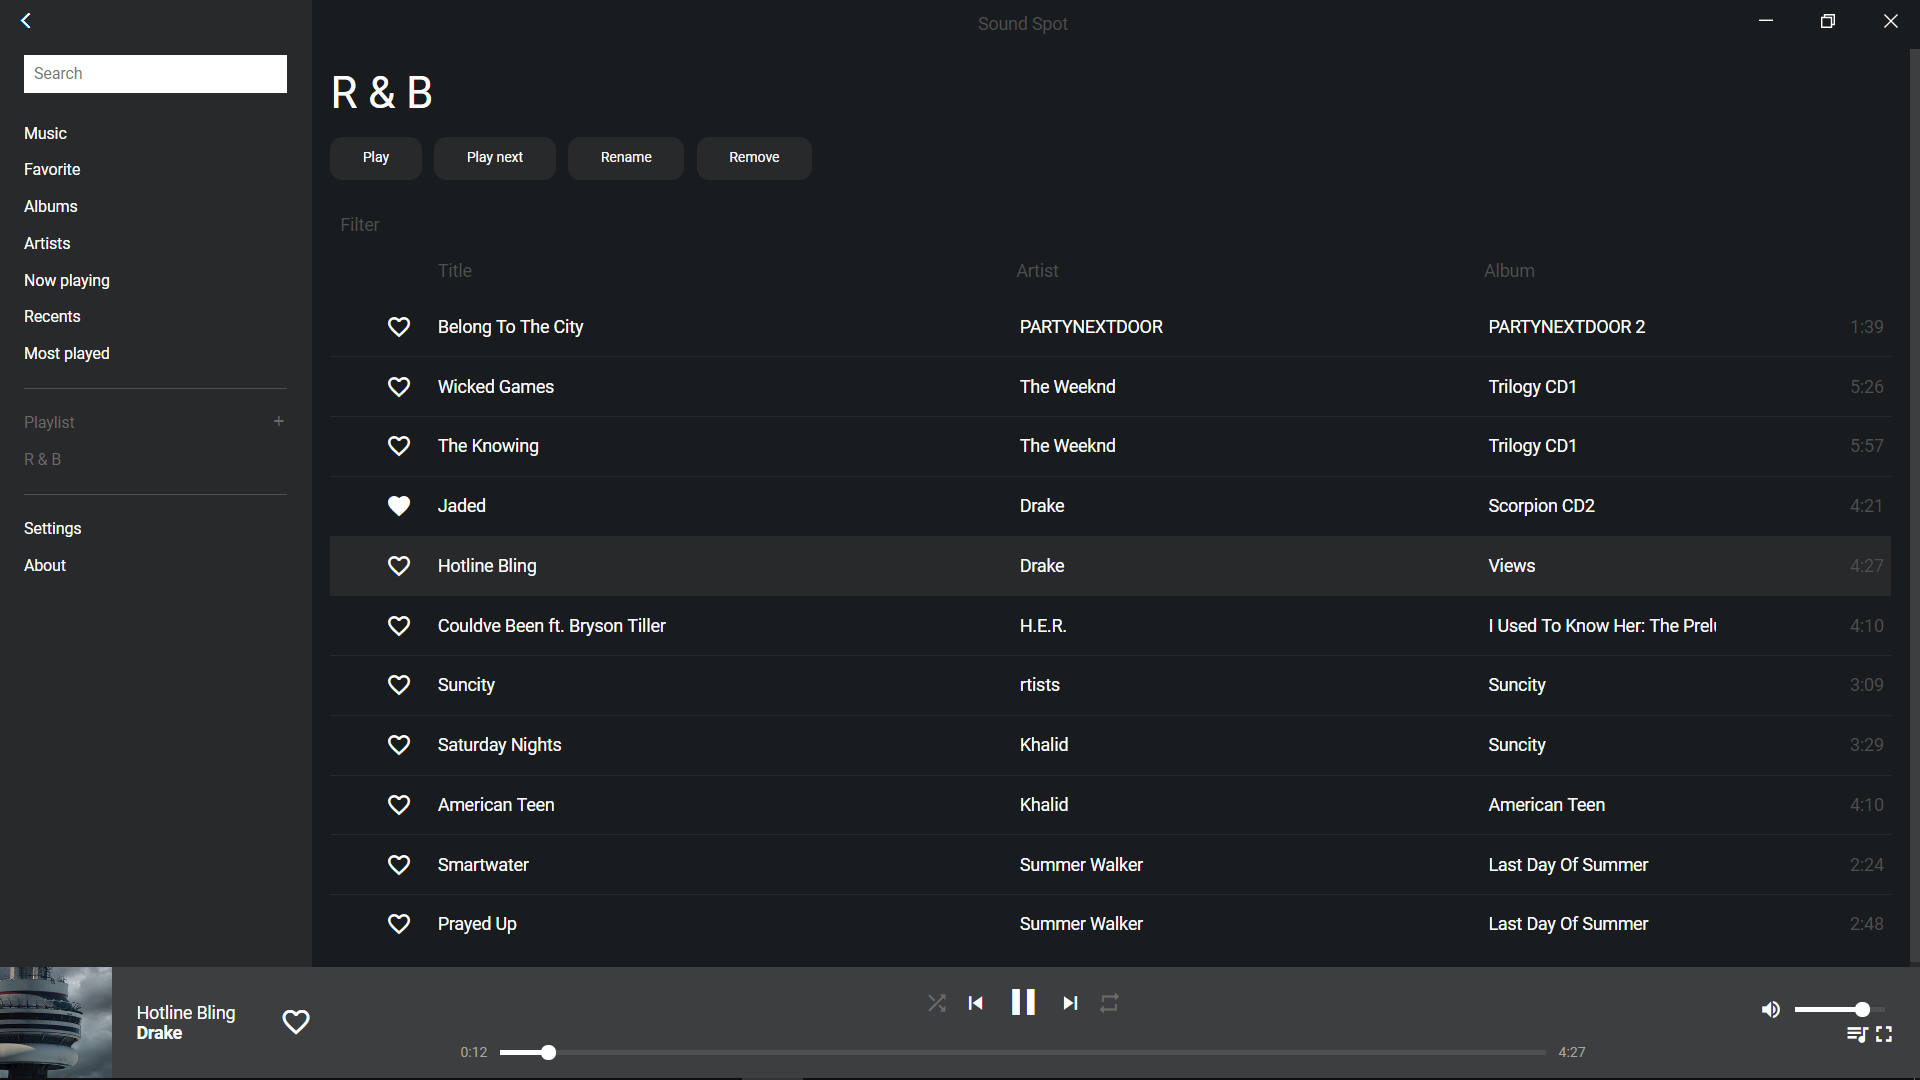 Sound Spot
Search
Music
Favorite
Albums
Artists
Now playing
Recents
Most played
Playlist +
R & B
Settings
About
R & B
Play Play next Rename Remove
Filter
Title Artist Album
Belong To The City PARTYNEXTDOOR PARTYNEXTDOOR 2 1:39
Wicked Games The Weeknd Trilogy CD1 5:26
The Knowing The Weeknd Trilogy CD1 5:57
Jaded Drake Scorpion CD2 4:21
Hotline Bling Drake Views 4:27
Couldve Been ft. Bryson Tiller H.E.R. I Used To Know Her: The Prelu 4:10
Suncity rtists Suncity 3:09
Saturday Nights Khalid Suncity 3:29
American Teen Khalid American Teen 4:10
Smartwater Summer Walker Last Day Of Summer 2:24
Prayed Up Summer Walker Last Day Of Summer 2:48
Hotline Bling
Drake
0:12 4:27